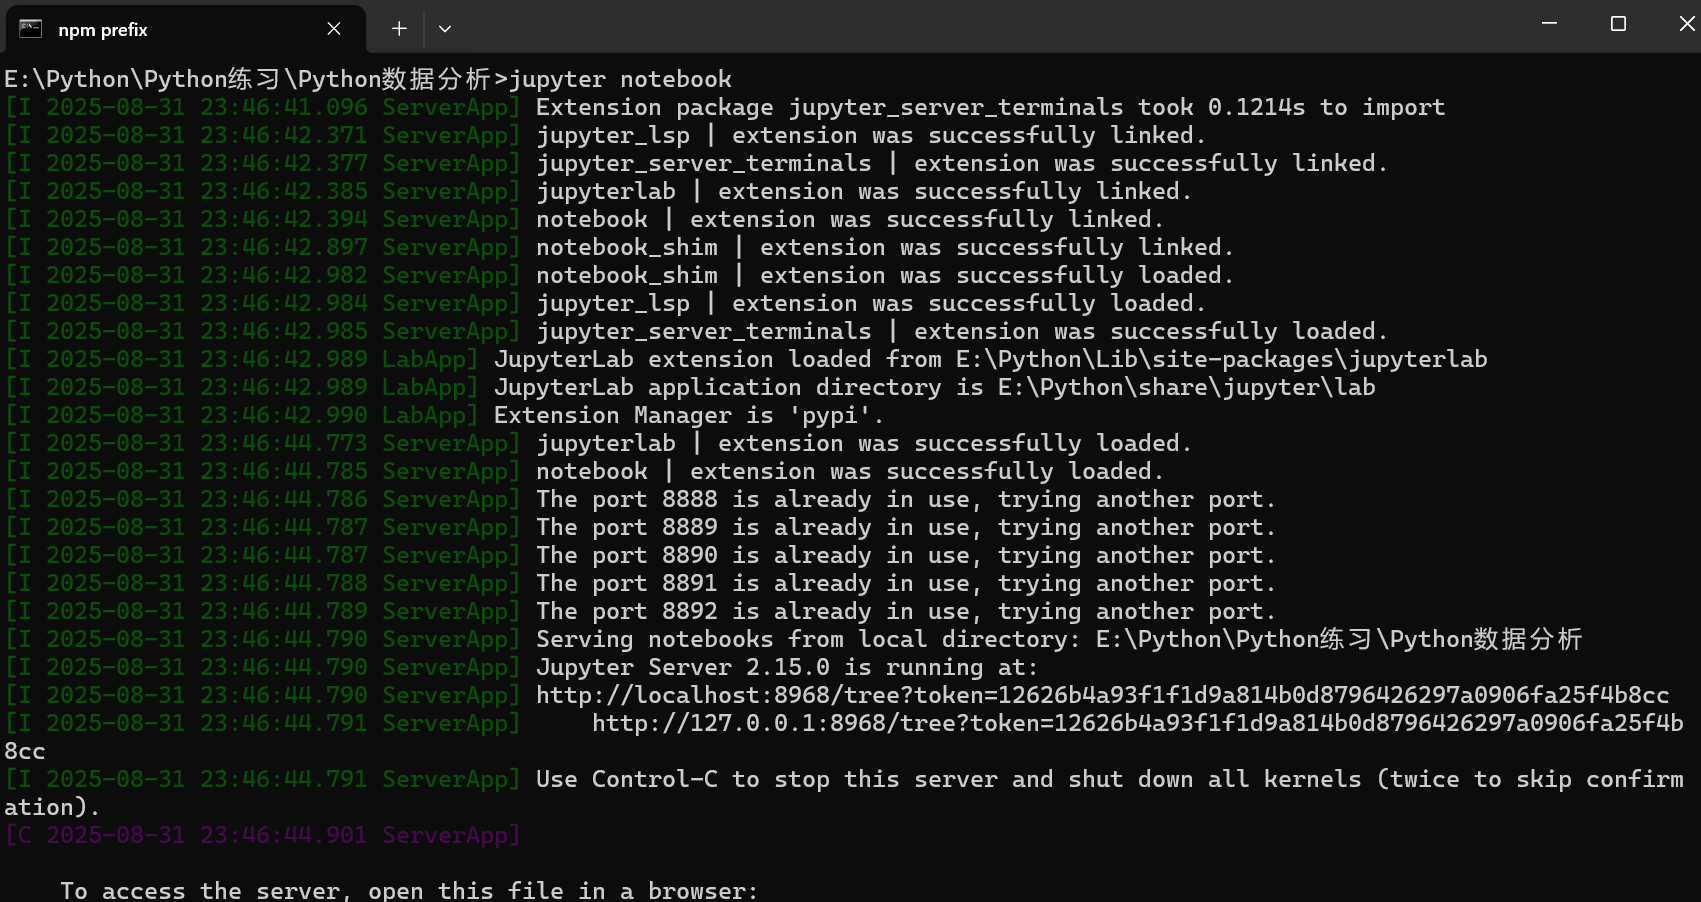 npm prefix
E:\Python\Python练习\Python数据分析>jupyter notebook
[I 2025-08-31 23:46:41.096 ServerApp] Extension package jupyter_server_terminals took 0.1214s to import
[I 2025-08-31 23:46:42.371 ServerApp] jupyter_lsp | extension was successfully linked.
[I 2025-08-31 23:46:42.377 ServerApp] jupyter_server_terminals | extension was successfully linked.
[I 2025-08-31 23:46:42.385 ServerApp] jupyterlab | extension was successfully linked.
[I 2025-08-31 23:46:42.394 ServerApp] notebook | extension was successfully linked.
[I 2025-08-31 23:46:42.897 ServerApp] notebook_shim | extension was successfully linked.
[I 2025-08-31 23:46:42.982 ServerApp] notebook_shim | extension was successfully loaded.
[I 2025-08-31 23:46:42.984 ServerApp] jupyter_lsp | extension was successfully loaded.
[I 2025-08-31 23:46:42.985 ServerApp] jupyter_server_terminals | extension was successfully loaded.
[I 2025-08-31 23:46:42.989 LabApp] JupyterLab extension loaded from E:\Python\Lib\site-packages\jupyterlab
[I 2025-08-31 23:46:42.989 LabApp] JupyterLab application directory is E:\Python\share\jupyter\lab
[I 2025-08-31 23:46:42.990 LabApp] Extension Manager is 'pypi'.
[I 2025-08-31 23:46:44.773 ServerApp] jupyterlab | extension was successfully loaded.
[I 2025-08-31 23:46:44.785 ServerApp] notebook | extension was successfully loaded.
[I 2025-08-31 23:46:44.786 ServerApp] The port 8888 is already in use, trying another port.
[I 2025-08-31 23:46:44.787 ServerApp] The port 8889 is already in use, trying another port.
[I 2025-08-31 23:46:44.787 ServerApp] The port 8890 is already in use, trying another port.
[I 2025-08-31 23:46:44.788 ServerApp] The port 8891 is already in use, trying another port.
[I 2025-08-31 23:46:44.789 ServerApp] The port 8892 is already in use, trying another port.
[I 2025-08-31 23:46:44.790 ServerApp] Serving notebooks from local directory: E:\Python\Python练习\Python数据分析
[I 2025-08-31 23:46:44.790 ServerApp] Jupyter Server 2.15.0 is running at:
[I 2025-08-31 23:46:44.790 ServerApp] http://localhost:8968/tree?token=12626b4a93f1f1d9a814b0d8796426297a0906fa25f4b8cc
[I 2025-08-31 23:46:44.791 ServerApp]     http://127.0.0.1:8968/tree?token=12626b4a93f1f1d9a814b0d8796426297a0906fa25f4b
8cc
[I 2025-08-31 23:46:44.791 ServerApp] Use Control-C to stop this server and shut down all kernels (twice to skip confirm
ation).
[C 2025-08-31 23:46:44.901 ServerApp]
    To access the server, open this file in a browser: